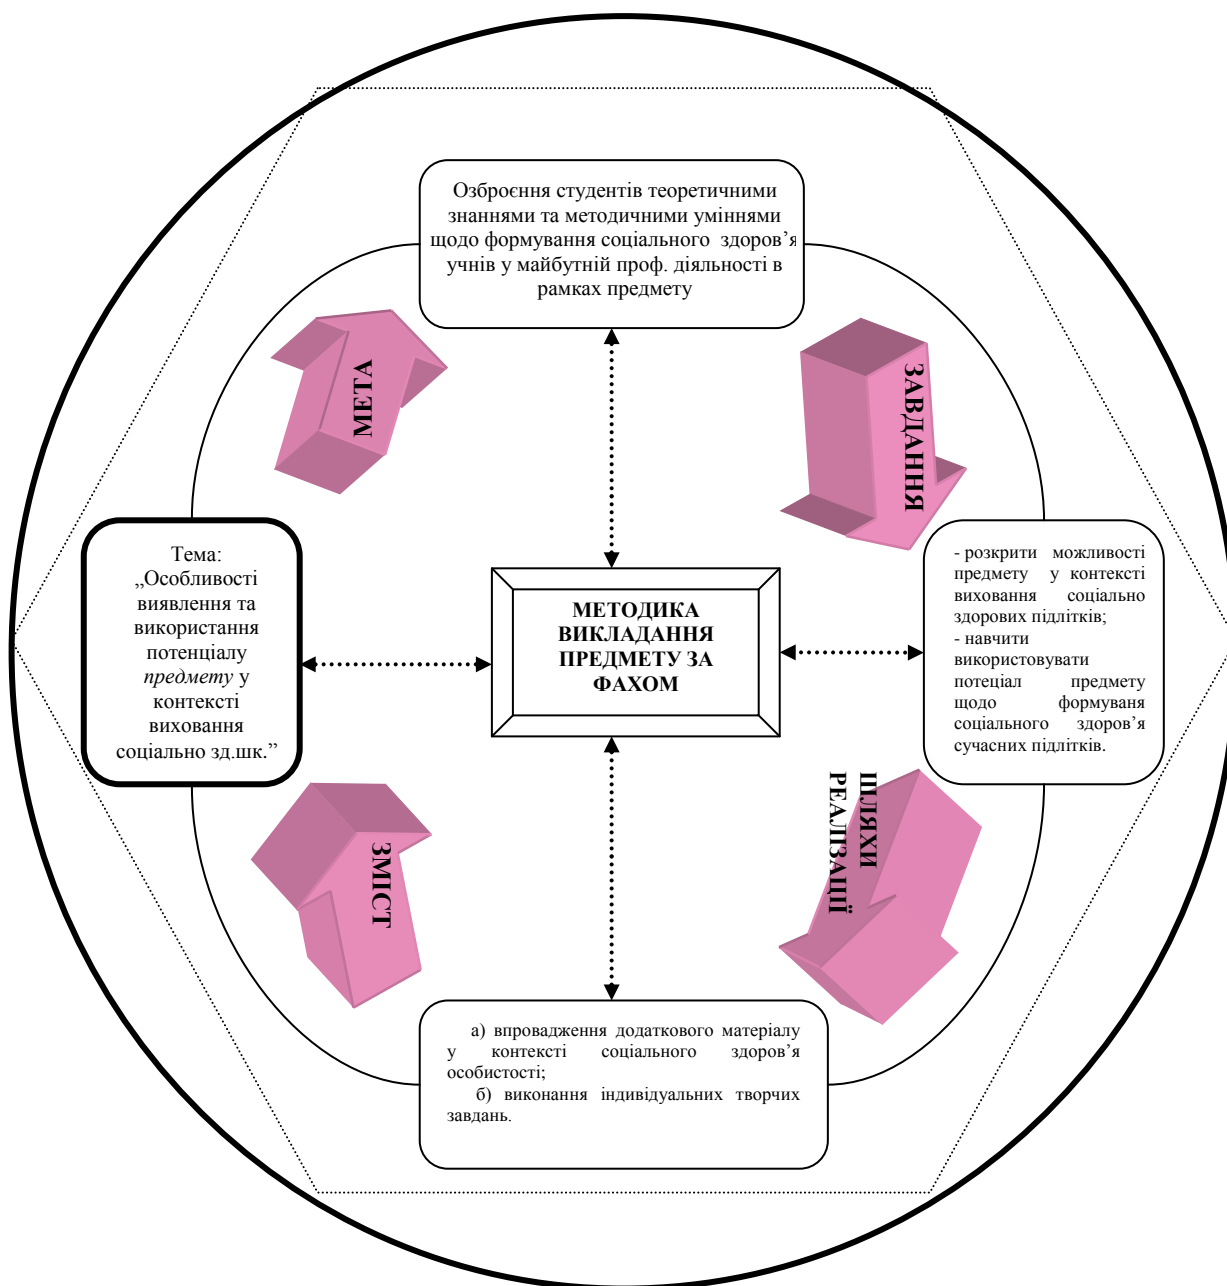 Озброєння студентів теоретичними
знаннями та методичними уміннями
щодо формування соціального здоров’я
учнів у майбутній проф. діяльності в
рамках предмету
МЕТА
ЗАВДАННЯ
Тема:
„Особливості
виявлення та
використання
потенціалу
предмету у
контексті
виховання
соціально зд.шк.”
МЕТОДИКА
ВИКЛАДАННЯ
ПРЕДМЕТУ ЗА
ФАХОМ
- розкрити можливості
предмету у контексті
виховання соціально
здорових підлітків;
- навчити
використовувати
потеціал предмету
щодо формуваня
соціального здоров’я
сучасних підлітків.
ЗМІСТ
ШЛЯХИ
РЕАЛІЗАЦІЇ
а) впровадження додаткового матеріалу
у контексті соціального здоров’я
особистості;
б) виконання індивідуальних творчих
завдань.